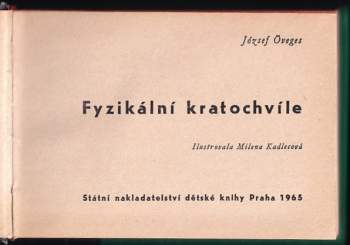 József Öveges
Fyzikální kratochvíle
Ilustrovala Milena Kadlecová
Státní nakladatelství dětské knihy Praha 1965